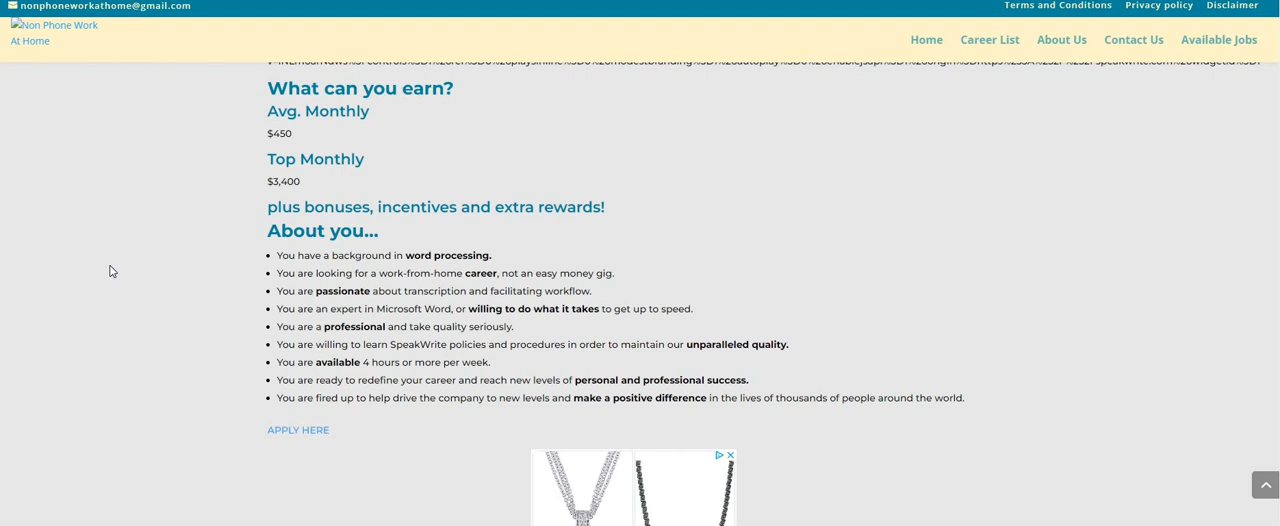 nonphoneworkathome@gmail.com
Terms and Conditions Privacy policy Disclaimer
Non Phone Work
At Home
Home Career List About Us Contact Us Available Jobs
What can you earn?
Avg. Monthly
$450
Top Monthly
$3,400
plus bonuses, incentives and extra rewards!
About you...
You have a background in word processing.
You are looking for a work-from-home career, not an easy money gig.
You are passionate about transcription and facilitating workflow.
You are an expert in Microsoft Word, or willing to do what it takes to get up to speed.
You are a professional and take quality seriously.
You are willing to learn SpeakWrite policies and procedures in order to maintain our unparalleled quality.
You are available 4 hours or more per week.
You are ready to redefine your career and reach new levels of personal and professional success.
You are fired up to help drive the company to new levels and make a positive difference in the lives of thousands of people around the world.
APPLY HERE